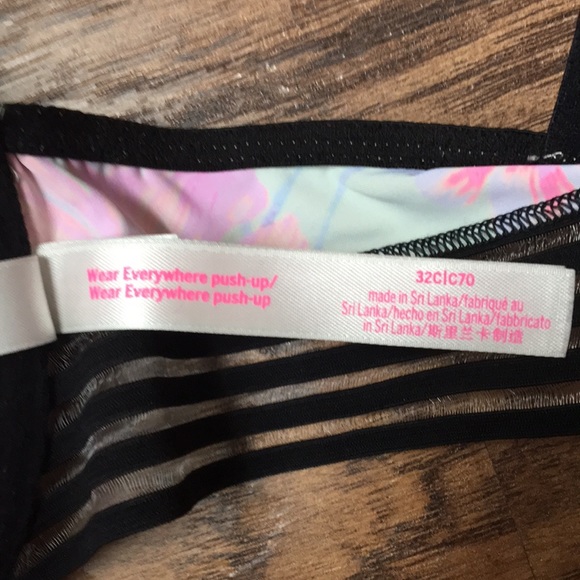 Wear Everywhere push-up/
Wear Everywhere push-up
32C|C70
made in Sri Lanka/fabriqué au
Sri Lanka/hecho en Sri Lanka/fabbricato
in Sri Lanka/斯里兰卡制造